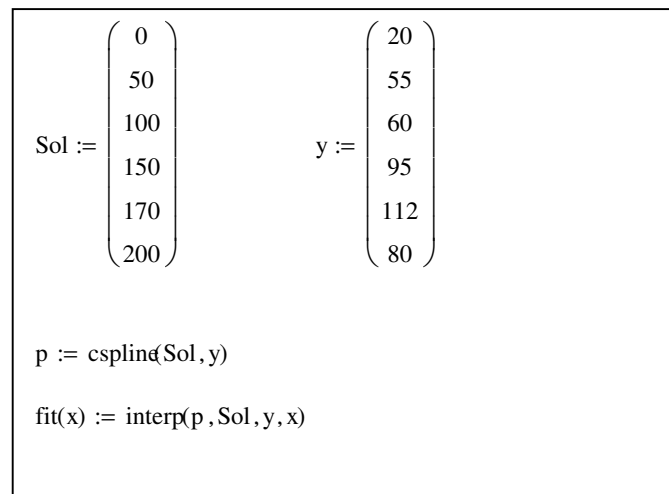 0 20
50 55
100 60
Sol := y :=
150 95
170 112
200 80
p := cspline(Sol, y)
fit(x) := interp(p, Sol, y, x)